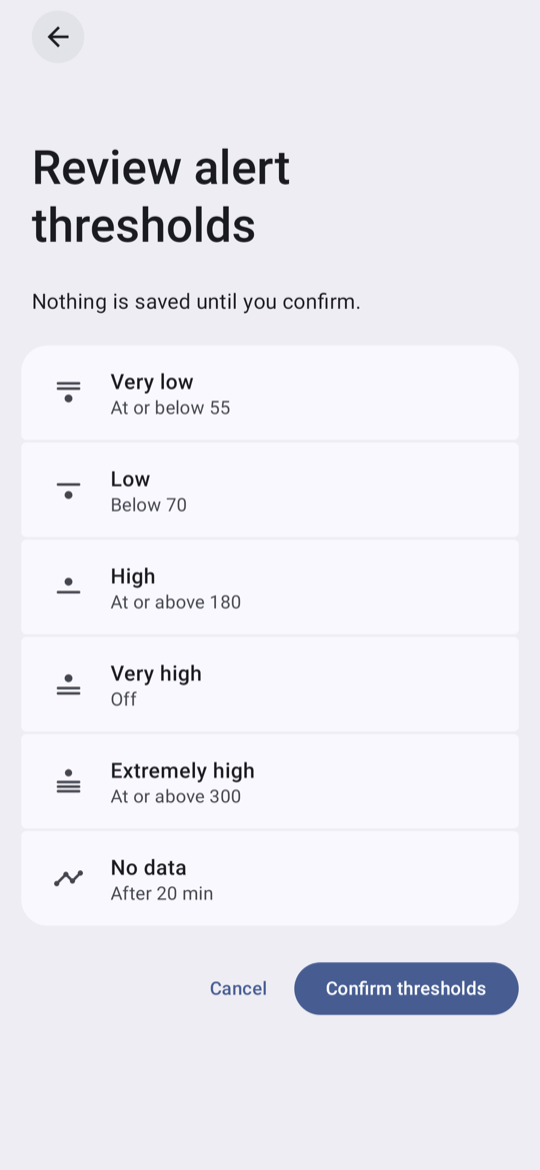 Review alert
thresholds
Nothing is saved until you confirm.
Very low
At or below 55
Low
Below 70
High
At or above 180
Very high
Off
Extremely high
At or above 300
No data
After 20 min
Cancel
Confirm thresholds